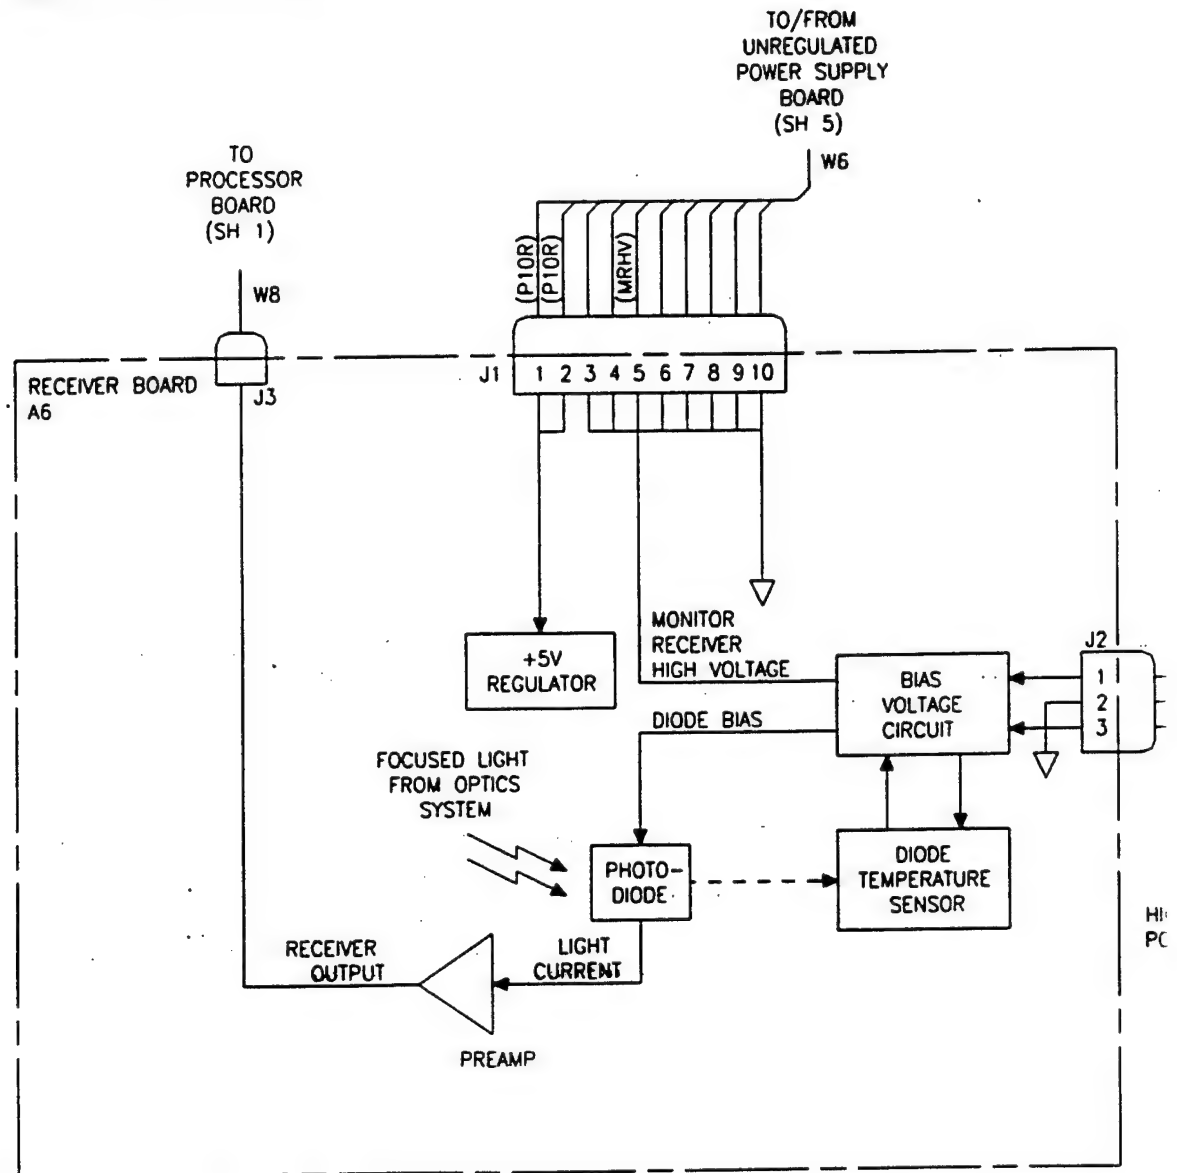 TO/FROM
UNREGULATED
POWER SUPPLY
BOARD
(SH 5)
W6
TO
PROCESSOR
BOARD
(SH 1)
W8
(P10R)
(P10R)
(MRHV)
RECEIVER BOARD
A6
J3
J1
1 2 3 4 5 6 7 8 9 10
MONITOR
RECEIVER
HIGH VOLTAGE
+5V
REGULATOR
BIAS
VOLTAGE
CIRCUIT
J2
1
2
3
DIODE BIAS
FOCUSED LIGHT
FROM OPTICS
SYSTEM
PHOTO-
DIODE
DIODE
TEMPERATURE
SENSOR
RECEIVER
OUTPUT
LIGHT
CURRENT
PREAMP